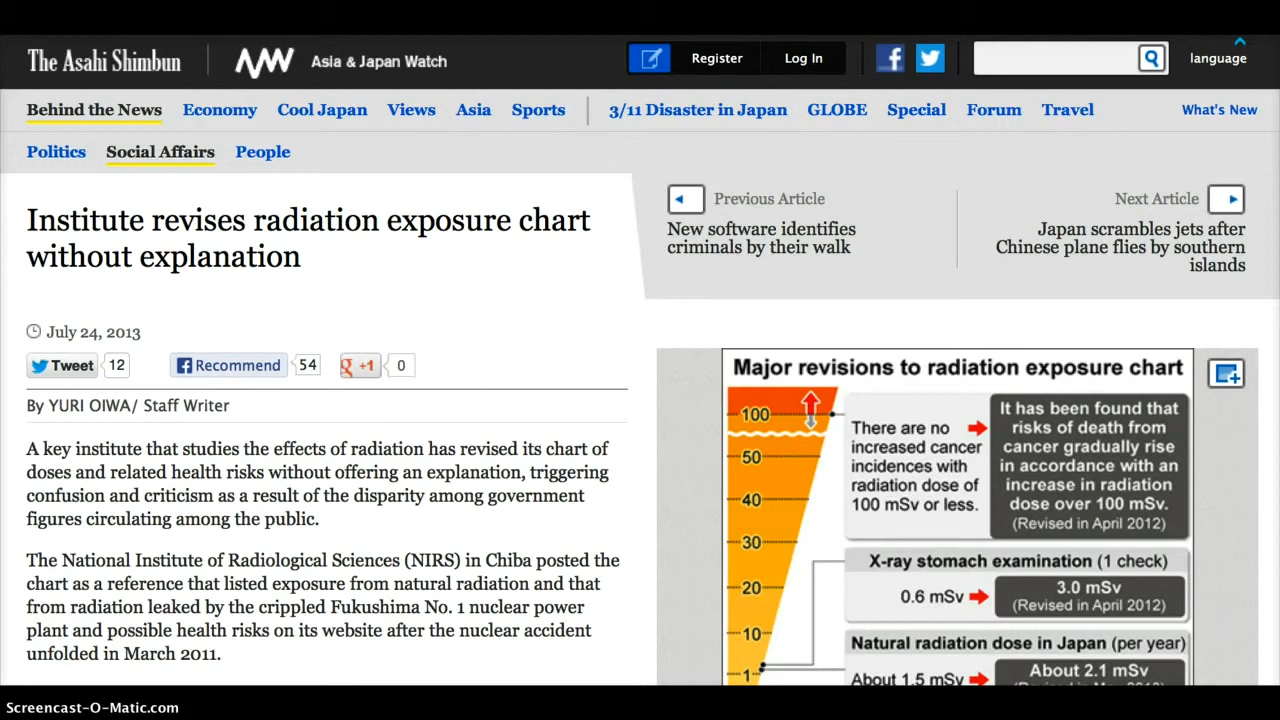 The Asahi Shimbun
AJW Asia & Japan Watch
Register
Log In
language
Behind the News Economy Cool Japan Views Asia Sports 3/11 Disaster in Japan GLOBE Special Forum Travel What's New
Politics Social Affairs People
Institute revises radiation exposure chart
without explanation
Previous Article
New software identifies
criminals by their walk
Next Article
Japan scrambles jets after
Chinese plane flies by southern
islands
July 24, 2013
Tweet 12 Recommend 54 +1 0
By YURI OIWA/ Staff Writer
A key institute that studies the effects of radiation has revised its chart of
doses and related health risks without offering an explanation, triggering
confusion and criticism as a result of the disparity among government
figures circulating among the public.
The National Institute of Radiological Sciences (NIRS) in Chiba posted the
chart as a reference that listed exposure from natural radiation and that
from radiation leaked by the crippled Fukushima No. 1 nuclear power
plant and possible health risks on its website after the nuclear accident
unfolded in March 2011.
Major revisions to radiation exposure chart
100
50
40
30
20
10
1
There are no
increased cancer
incidences with
radiation dose of
100 mSv or less.
It has been found that
risks of death from
cancer gradually rise
in accordance with an
increase in radiation
dose over 100 mSv.
(Revised in April 2012)
X-ray stomach examination (1 check)
0.6 mSv
3.0 mSv
(Revised in April 2012)
Natural radiation dose in Japan (per year)
About 1.5 mSv
About 2.1 mSv
Screencast-O-Matic.com